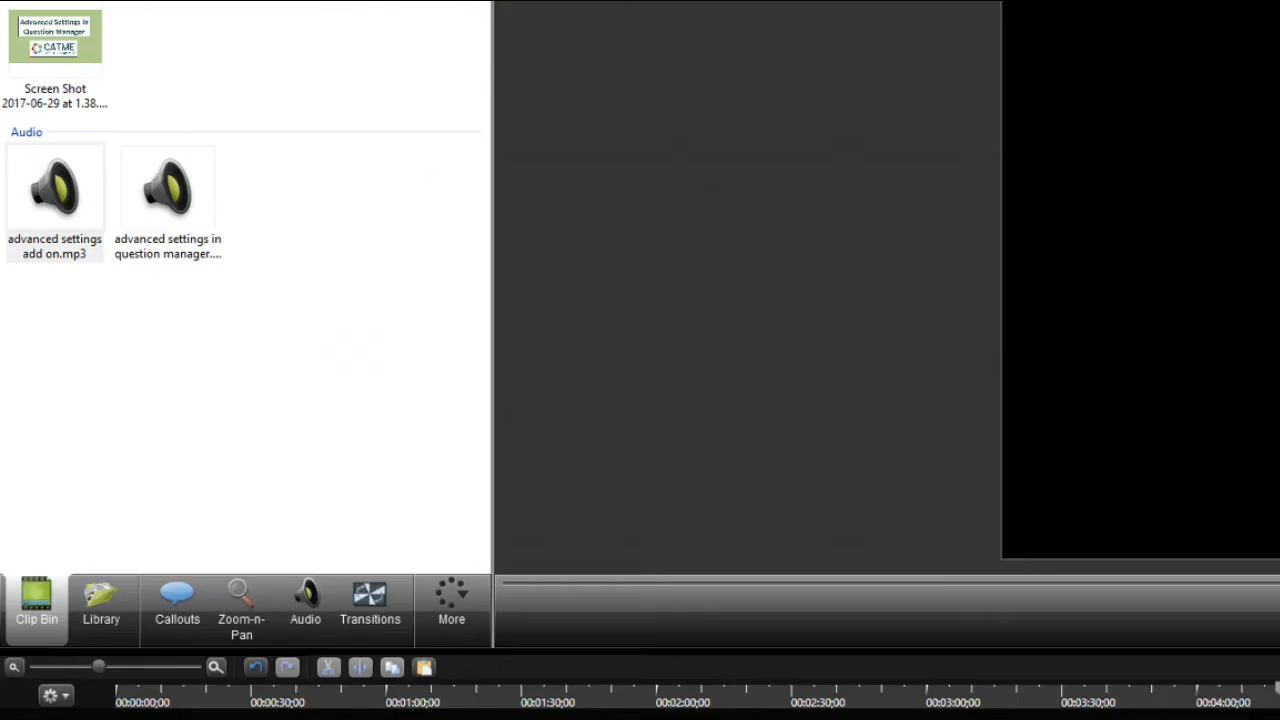 Advanced Settings in
Question Manager
CATME
Screen Shot
2017-06-29 at 1.38....
Audio
advanced settings
add on.mp3
advanced settings in
question manager....
Clip Bin
Library
Callouts
Zoom-n-
Pan
Audio
Transitions
More
00:00:00;00
00:00:30;00
00:01:00;00
00:01:30;00
00:02:00;00
00:02:30;00
00:03:00;00
00:03:30;00
00:04:00;00